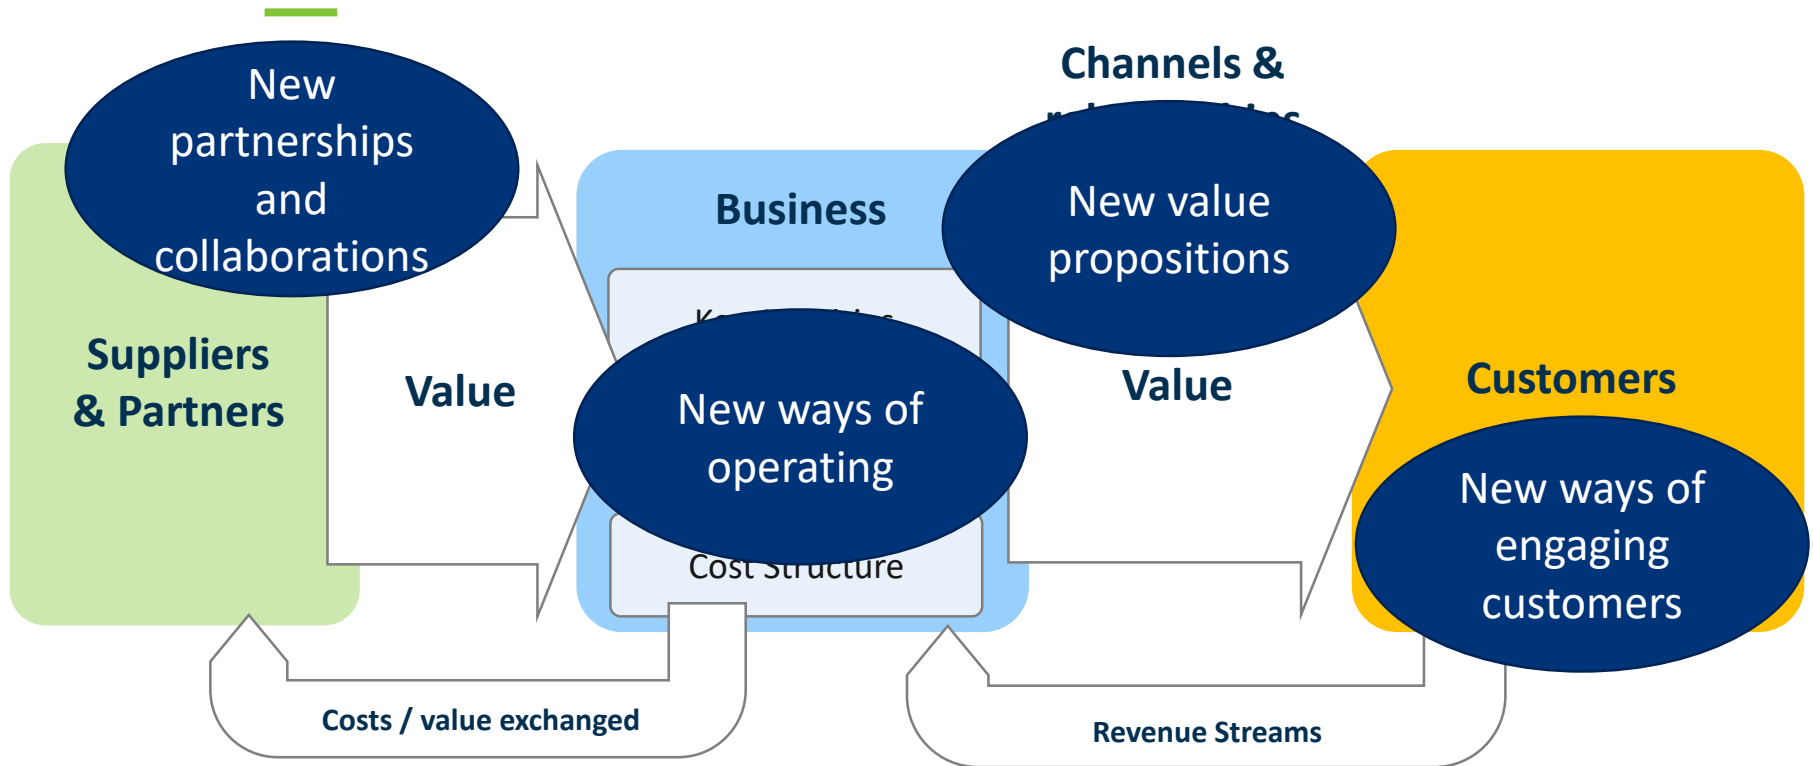 New
partnerships
and
collaborations
Channels &
Business
New value
propositions
Suppliers
& Partners
Value
New ways of
operating
Value
Customers
New ways of
engaging
customers
Cost Structure
Costs / value exchanged
Revenue Streams